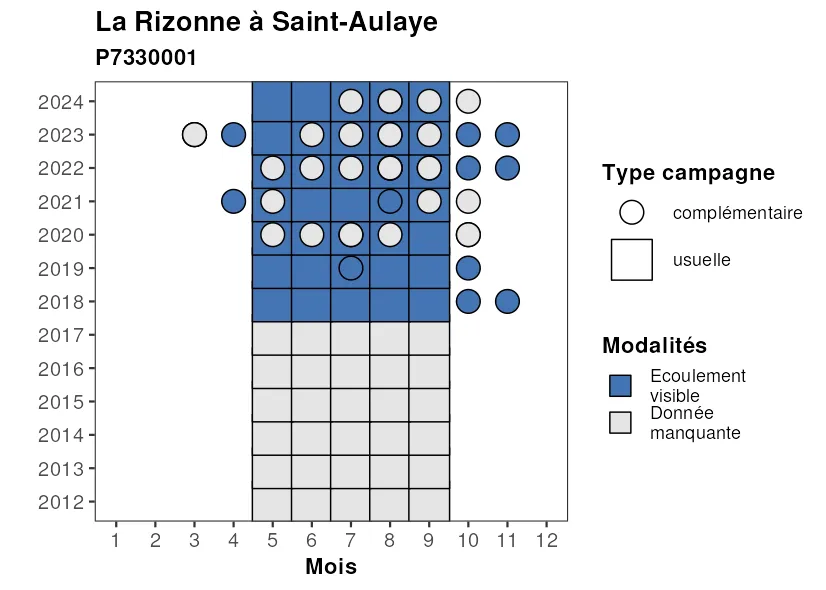 La Rizonne à Saint-Aulaye
P7330001
2024
2023
2022
2021
2020
2019
2018
2017
2016
2015
2014
2013
2012
1 2 3 4 5 6 7 8 9 10 11 12
Mois
Type campagne
complémentaire
usuelle
Modalités
Ecoulement
visible
Donnée
manquante